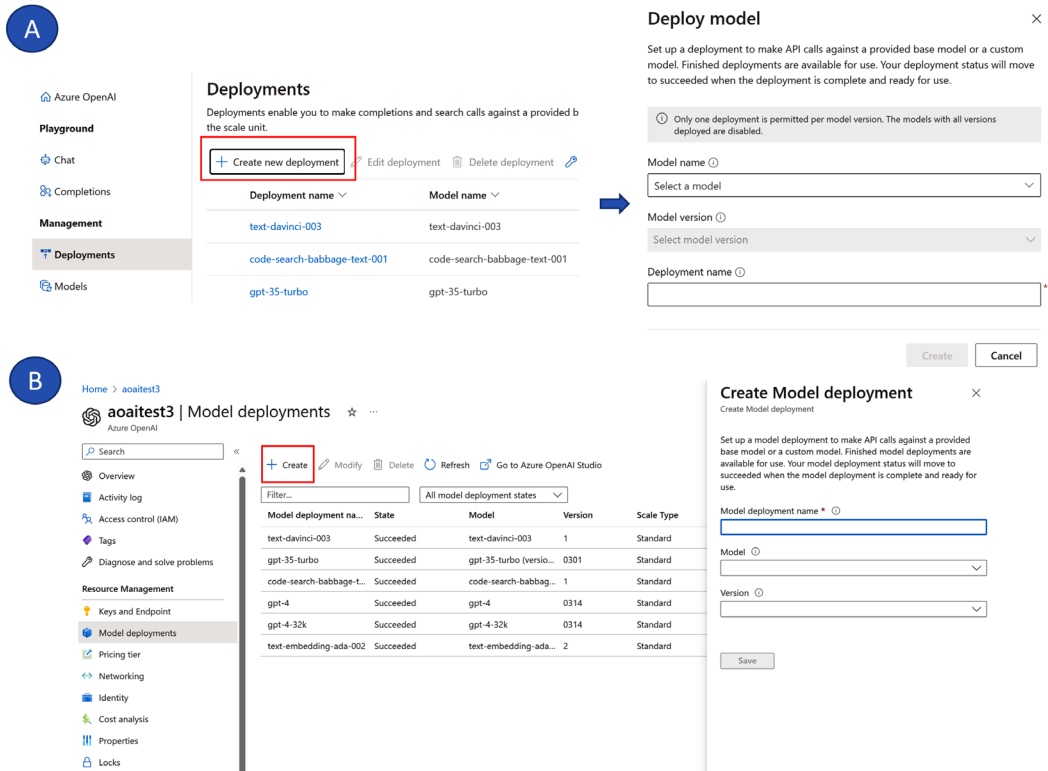 A
Azure OpenAI
Playground
Chat
Completions
Management
Deployments
Models
Deployments
Deployments enable you to make completions and search calls against a provided b
the scale unit.
Create new deployment Edit deployment Delete deployment
Deployment name Model name
text-davinci-003 text-davinci-003
code-search-babbage-text-001 code-search-babbage-text-001
gpt-35-turbo gpt-35-turbo
Deploy model
Set up a deployment to make API calls against a provided base model or a custom
model. Finished deployments are available for use. Your deployment status will move
to succeeded when the deployment is complete and ready for use.
Only one deployment is permitted per model version. The models with all versions
deployed are disabled.
Model name
Select a model
Model version
Select model version
Deployment name
*
Create Cancel
B
Home > aoaitest3
aoaitest3 | Model deployments
Azure OpenAI
Search
Overview
Activity log
Access control (IAM)
Tags
Diagnose and solve problems
Resource Management
Keys and Endpoint
Model deployments
Pricing tier
Networking
Identity
Cost analysis
Properties
Locks
Create Modify Delete Refresh Go to Azure OpenAI Studio
Filter... All model deployment states
Model deployment na... State Model Version Scale Type
text-davinci-003 Succeeded text-davinci-003 1 Standard
gpt-35-turbo Succeeded gpt-35-turbo (versio... 0301 Standard
code-search-babbage-t... Succeeded code-search-babbag... 1 Standard
gpt-4 Succeeded gpt-4 0314 Standard
gpt-4-32k Succeeded gpt-4-32k 0314 Standard
text-embedding-ada-002 Succeeded text-embedding-ada... 2 Standard
Create Model deployment
Create Model deployment
Set up a model deployment to make API calls against a provided
base model or a custom model. Finished model deployments are
available for use. Your model deployment status will move to
succeeded when the model deployment is complete and ready for
use.
Model deployment name *
Model
Version
Save